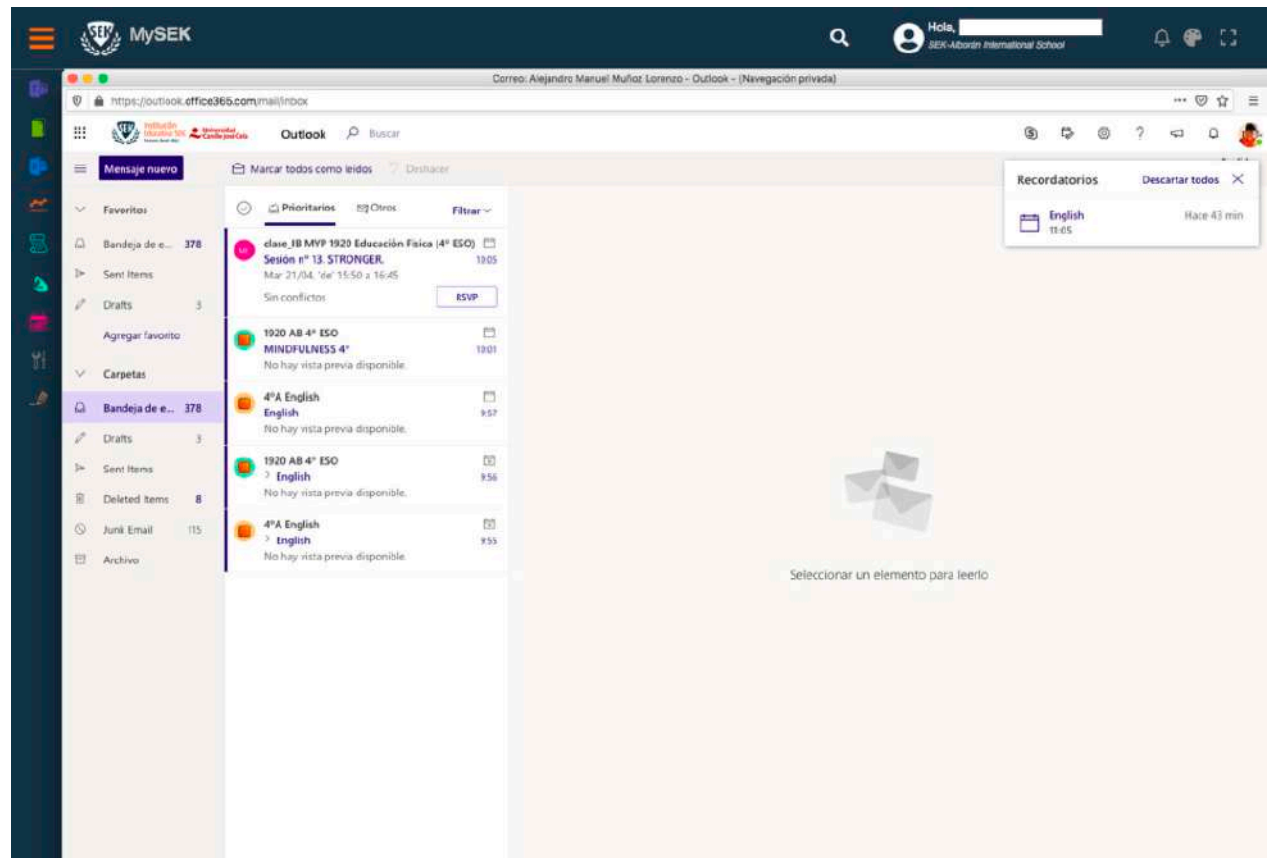 MySEK
Hola,
SEK-Alborán International School
Correo: Alejandro Manuel Muñoz Lorenzo - Outlook - (Navegación privada)
https://outlook.office365.com/mail/inbox
Institución
Educativa SEK
Universidad
Camilo José Cela
Outlook
Buscar
Mensaje nuevo
Marcar todos como leídos
Deshacer
Recordatorios
Descartar todos
English
Hace 43 min
11:05
Favoritos
Bandeja de e... 378
Sent Items
Drafts 3
Agregar favorito
Carpetas
Bandeja de e... 378
Drafts 3
Sent Items
Deleted Items 8
Junk Email 115
Archivo
Prioritarios
Otros
Filtrar
clase_IB MYP 1920 Educación Física (4º ESO)
Sesión nº 13. STRONGER.
Mar 21/04, 'de' 15:50 a 16:45
Sin conflictos
RSVP
1920 AB 4º ESO
MINDFULNESS 4º
No hay vista previa disponible.
4ºA English
English 9:57
No hay vista previa disponible.
1920 AB 4º ESO
English 9:56
No hay vista previa disponible.
4ºA English
English 9:55
No hay vista previa disponible.
Seleccionar un elemento para leerlo